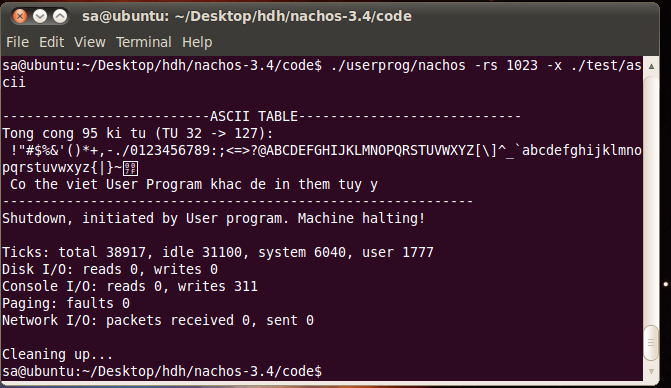 sa@ubuntu: ~/Desktop/hdh/nachos-3.4/code
File Edit View Terminal Help
sa@ubuntu:~/Desktop/hdh/nachos-3.4/code$ ./userprog/nachos -rs 1023 -x ./test/as
cii
--------------------------ASCII TABLE----------------------------
Tong cong 95 ki tu (TU 32 -> 127):
 !"#$%&'()*+,-./0123456789:;<=>?@ABCDEFGHIJKLMNOPQRSTUVWXYZ[\]^_`abcdefghijklmno
pqrstuvwxyz{|}~
 Co the viet User Program khac de in them tuy y
-----------------------------------------------------------
Shutdown, initiated by User program. Machine halting!
Ticks: total 38917, idle 31100, system 6040, user 1777
Disk I/O: reads 0, writes 0
Console I/O: reads 0, writes 311
Paging: faults 0
Network I/O: packets received 0, sent 0
Cleaning up...
sa@ubuntu:~/Desktop/hdh/nachos-3.4/code$